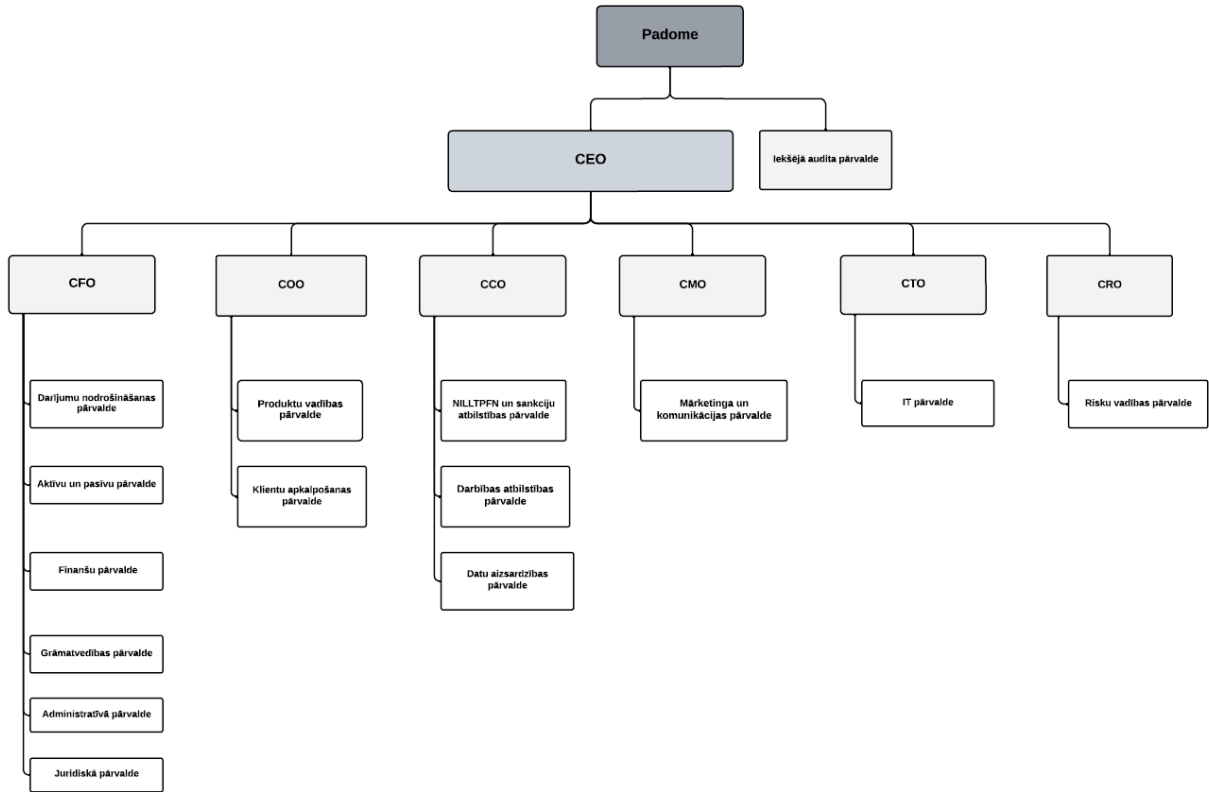 Padome
CEO
Iekšējā audita pārvalde
CFO
COO
CCO
CMO
CTO
CRO
Darījumu nodrošināšanas
pārvalde
Aktīvu un pasīvu pārvalde
Finanšu pārvalde
Grāmatvedības pārvalde
Administratīvā pārvalde
Juridiskā pārvalde
Produktu vadības
pārvalde
Klientu apkalpošanas
pārvalde
NILLTPFN un sankciju
atbilstības pārvalde
Darbības atbilstības
pārvalde
Datu aizsardzības
pārvalde
Mārketinga un
komunikācijas pārvalde
IT pārvalde
Risku vadības pārvalde